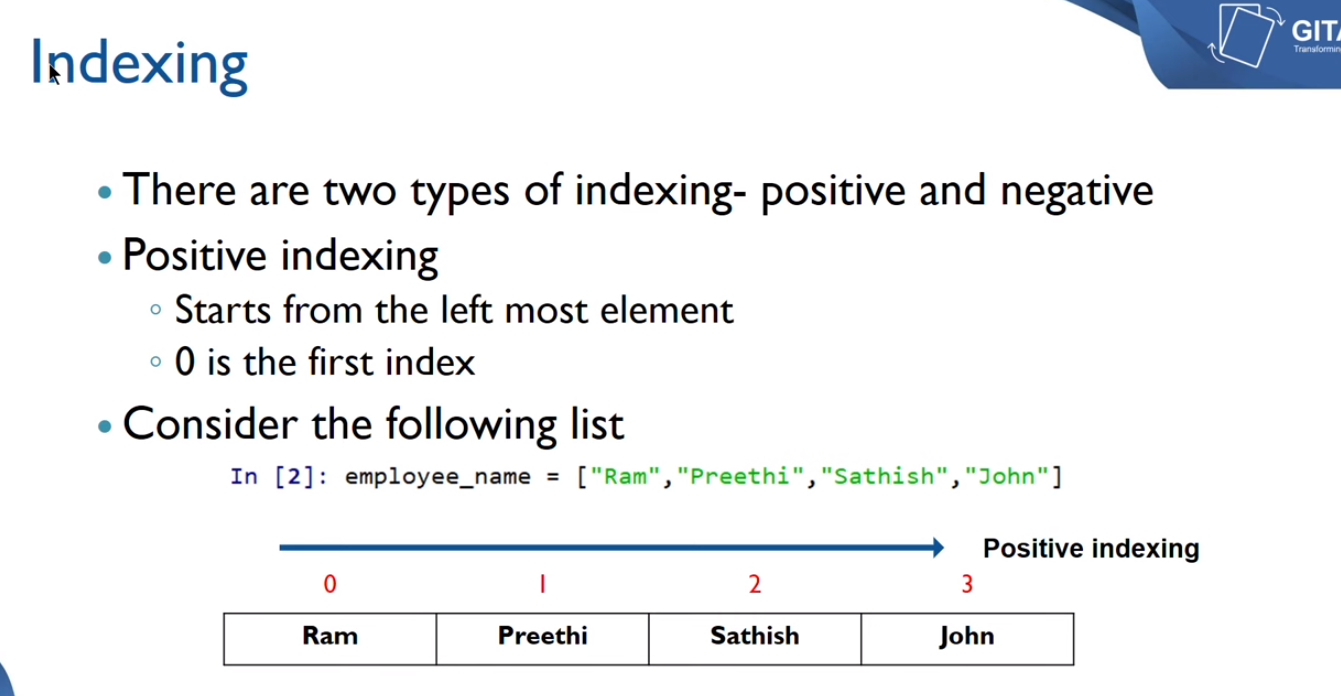 GITA
Transformin
Indexing
• There are two types of indexing- positive and negative
• Positive indexing
◦ Starts from the left most element
◦ 0 is the first index
• Consider the following list
In [2]: employee_name = ["Ram","Preethi","Sathish","John"]
Positive indexing
0 1 2 3
Ram Preethi Sathish John